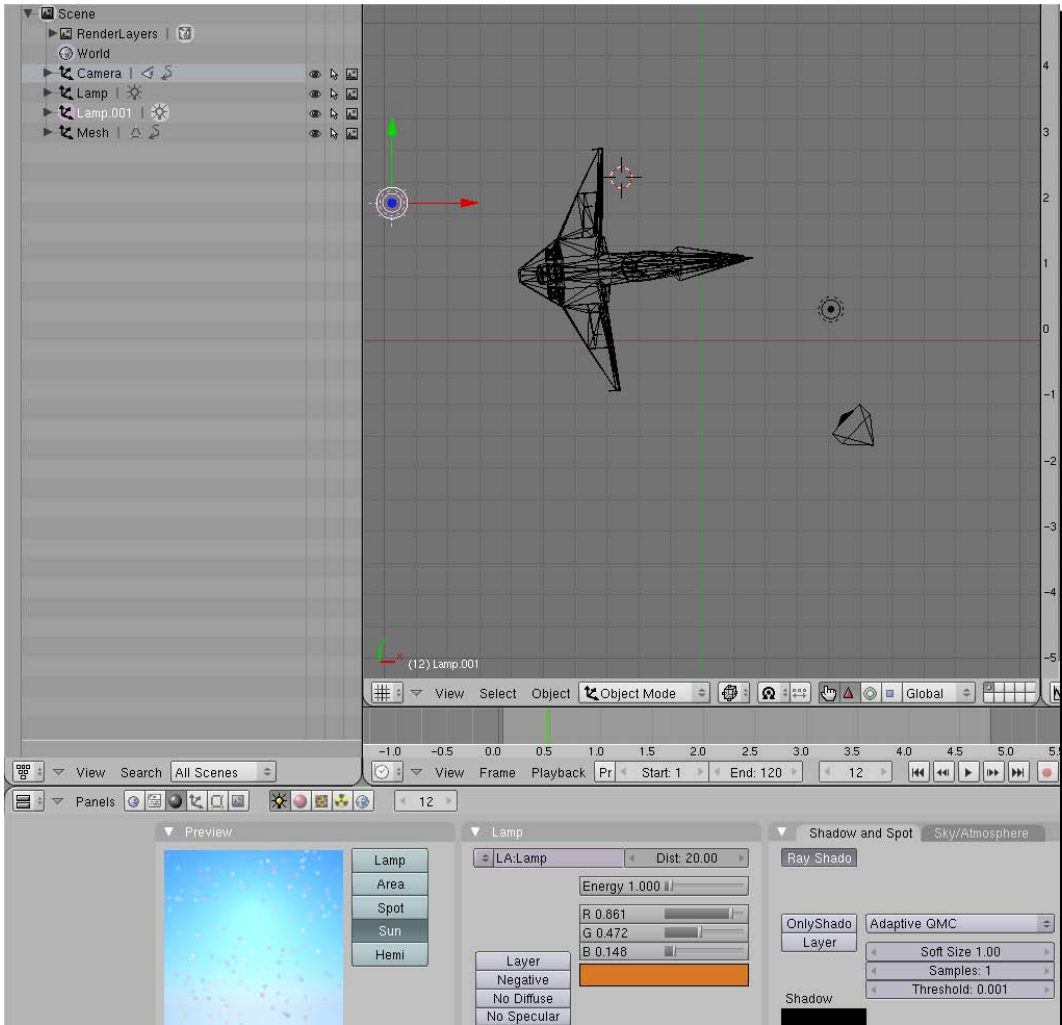 Scene
RenderLayers |
World
Camera |
Lamp |
Lamp.001 |
Mesh |
View Search All Scenes
4
3
2
1
0
-1
-2
-3
-4
-5
x
(12) Lamp.001
View Select Object Object Mode Global
-1.0 -0.5 0.0 0.5 1.0 1.5 2.0 2.5 3.0 3.5 4.0 4.5 5.0 5.5
View Frame Playback Pr Start: 1 End: 120 12
Panels 12
Preview
Lamp
Area
Spot
Sun
Hemi
Lamp
LA:Lamp Dist: 20.00
Energy 1.000
R 0.861
G 0.472
B 0.148
Layer
Negative
No Diffuse
No Specular
Shadow and Spot Sky/Atmosphere
Ray Shado
OnlyShado
Layer
Adaptive QMC
Soft Size 1.00
Samples: 1
Threshold: 0.001
Shadow